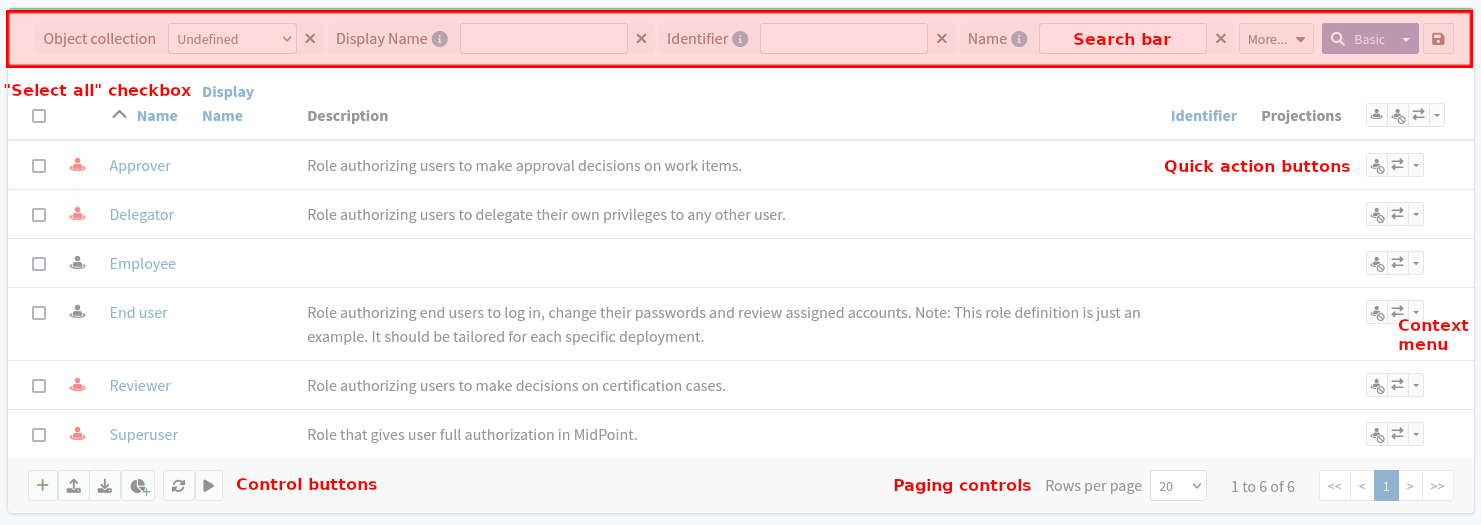 Object collection Undefined Display Name Identifier Name Search bar More... Basic
"Select all" checkbox Display
Name Name Description Identifier Projections
Approver Role authorizing users to make approval decisions on work items. Quick action buttons
Delegator Role authorizing users to delegate their own privileges to any other user.
Employee
End user Role authorizing end users to log in, change their passwords and review assigned accounts. Note: This role definition is just an
example. It should be tailored for each specific deployment.
Context
menu
Reviewer Role authorizing users to make decisions on certification cases.
Superuser Role that gives user full authorization in MidPoint.
Control buttons Paging controls Rows per page 20 1 to 6 of 6 << < 1 > >>